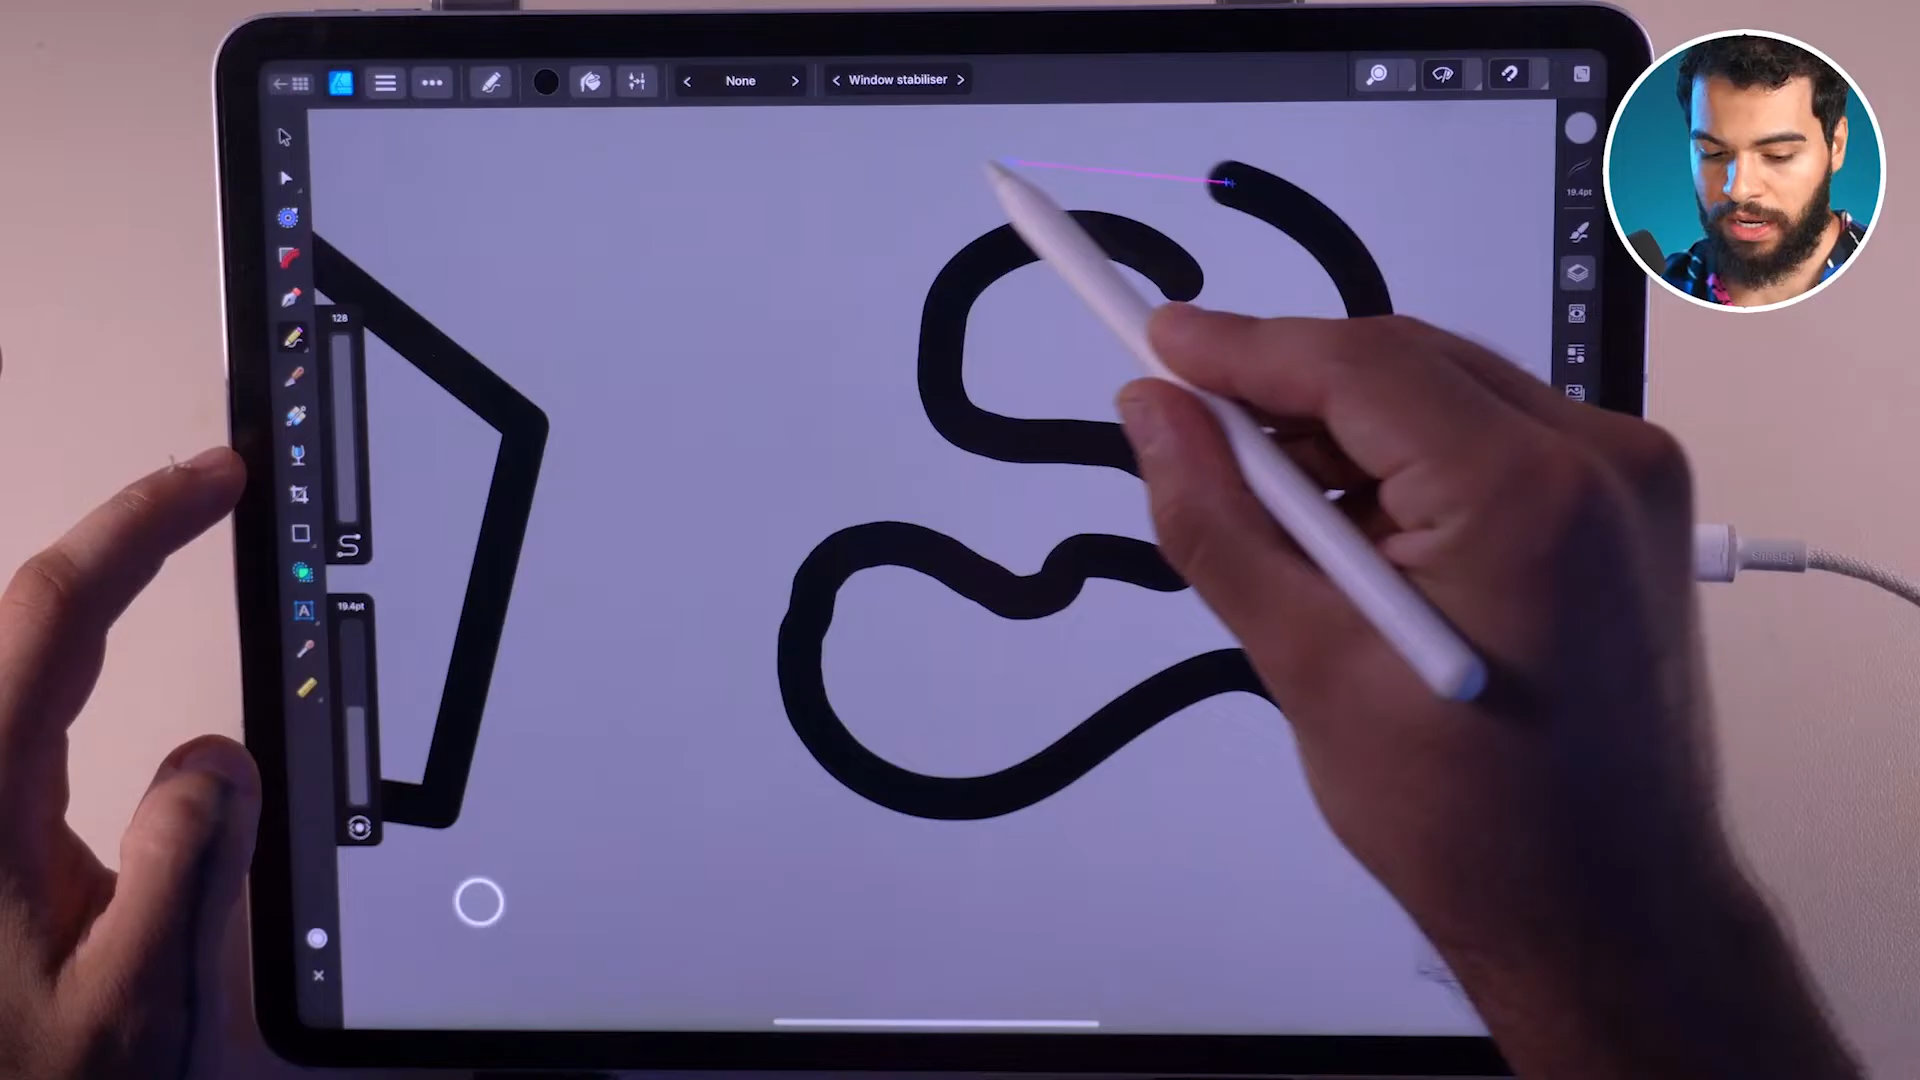 None
Window stabiliser
19.4pt
128
19.4pt
A